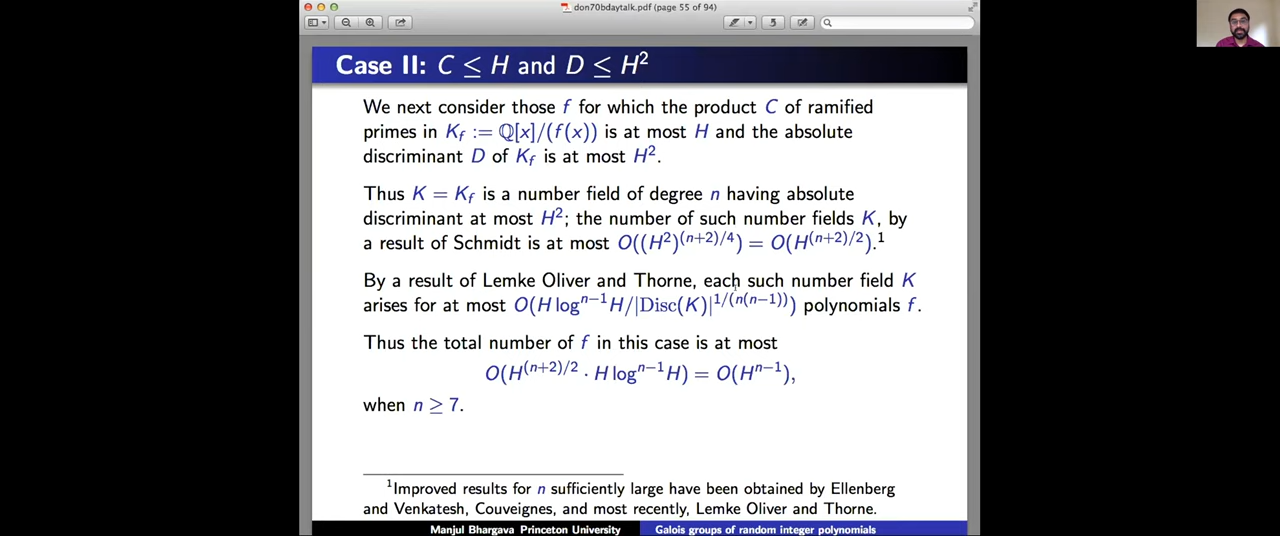 don70bdaytalk.pdf (page 55 of 94)
Case II: C ≤ H and D ≤ H²
We next consider those f for which the product C of ramified
primes in K_f := ℚ[x]/(f(x)) is at most H and the absolute
discriminant D of K_f is at most H².
Thus K = K_f is a number field of degree n having absolute
discriminant at most H²; the number of such number fields K, by
a result of Schmidt is at most O((H²)^{(n+2)/4}) = O(H^{(n+2)/2}).¹
By a result of Lemke Oliver and Thorne, each such number field K
arises for at most O(H log^{n−1} H/|Disc(K)|^{1/(n(n−1))}) polynomials f.
Thus the total number of f in this case is at most
O(H^{(n+2)/2} · H log^{n−1} H) = O(H^{n−1}),
when n ≥ 7.
¹Improved results for n sufficiently large have been obtained by Ellenberg
and Venkatesh, Couveignes, and most recently, Lemke Oliver and Thorne.
Manjul Bhargava Princeton University Galois groups of random integer polynomials